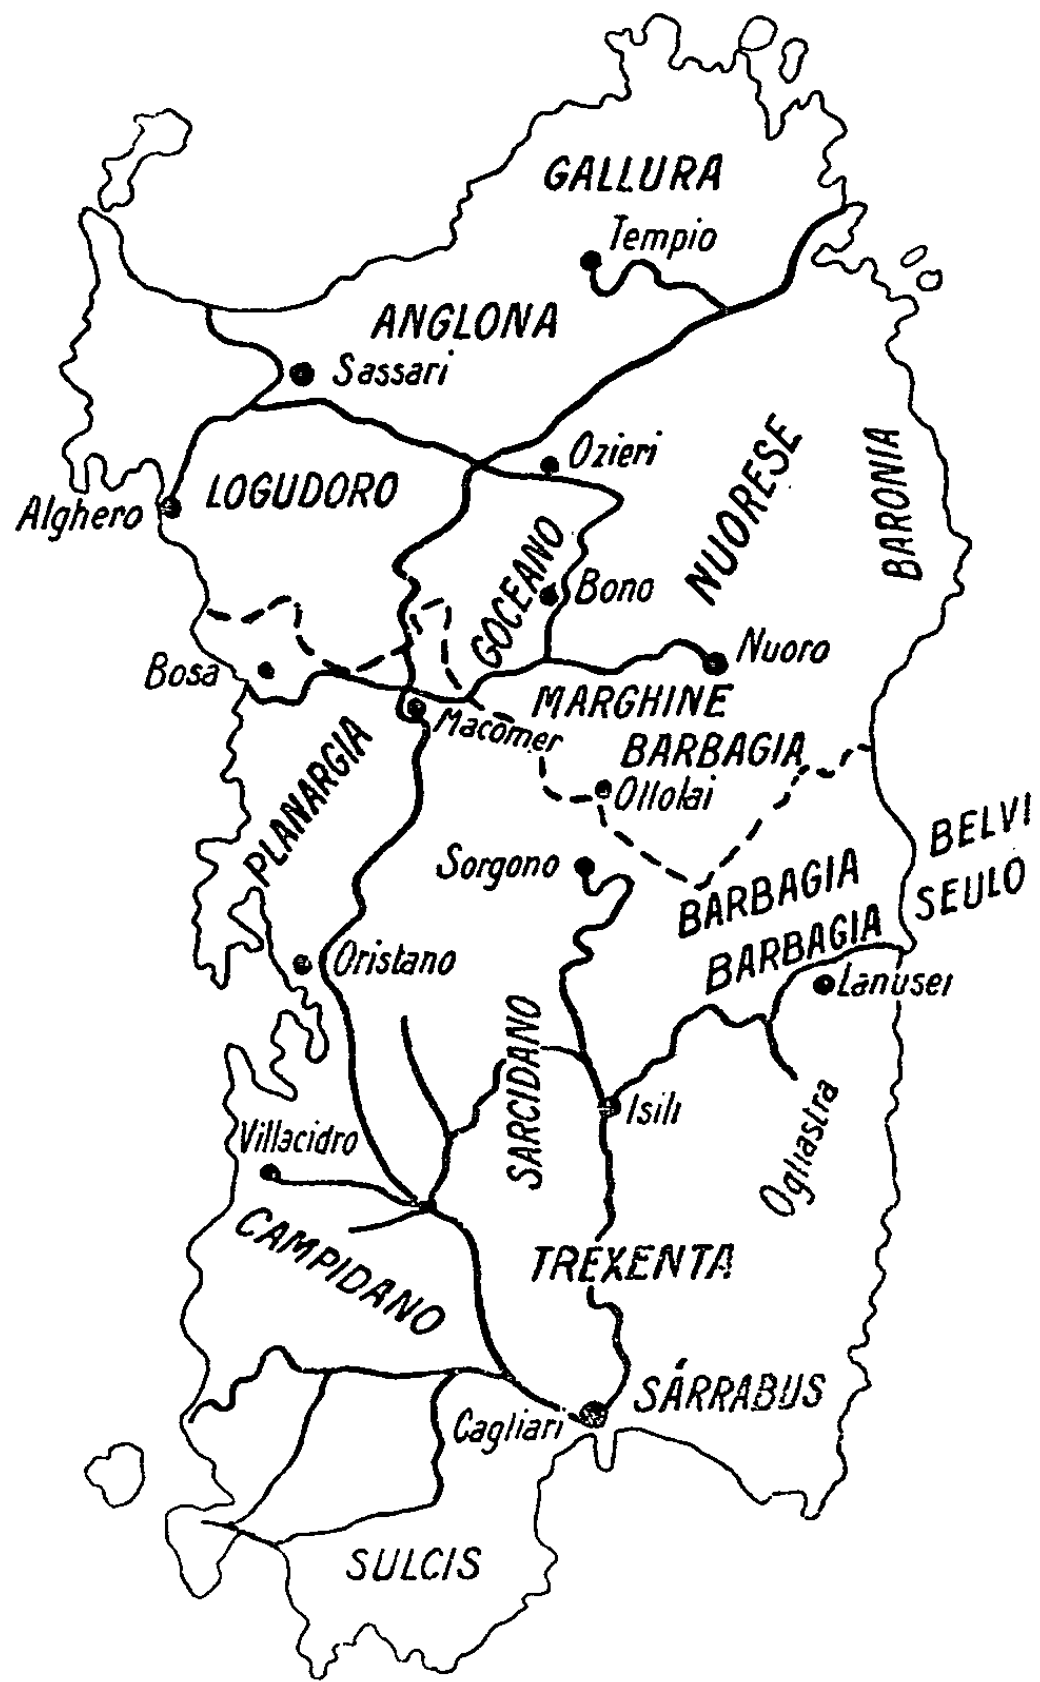 GALLURA
Tempio
ANGLONA
Sassari
Ozieri
NUORESE
BARONIA
LOGUDORO
Alghero
GOCEANO
Bono
Nuoro
Bosa
MARGHINE
Macomer
PLANARGIA
BARBAGIA
Ollolai
BELVI
Sorgono
BARBAGIA
SEULO
BARBAGIA
Oristano
Lanusei
SARCIDANO
Isili
Ogliastra
Villacidro
CAMPIDANO
TREXENTA
SÁRRABUS
Cagliari
SULCIS